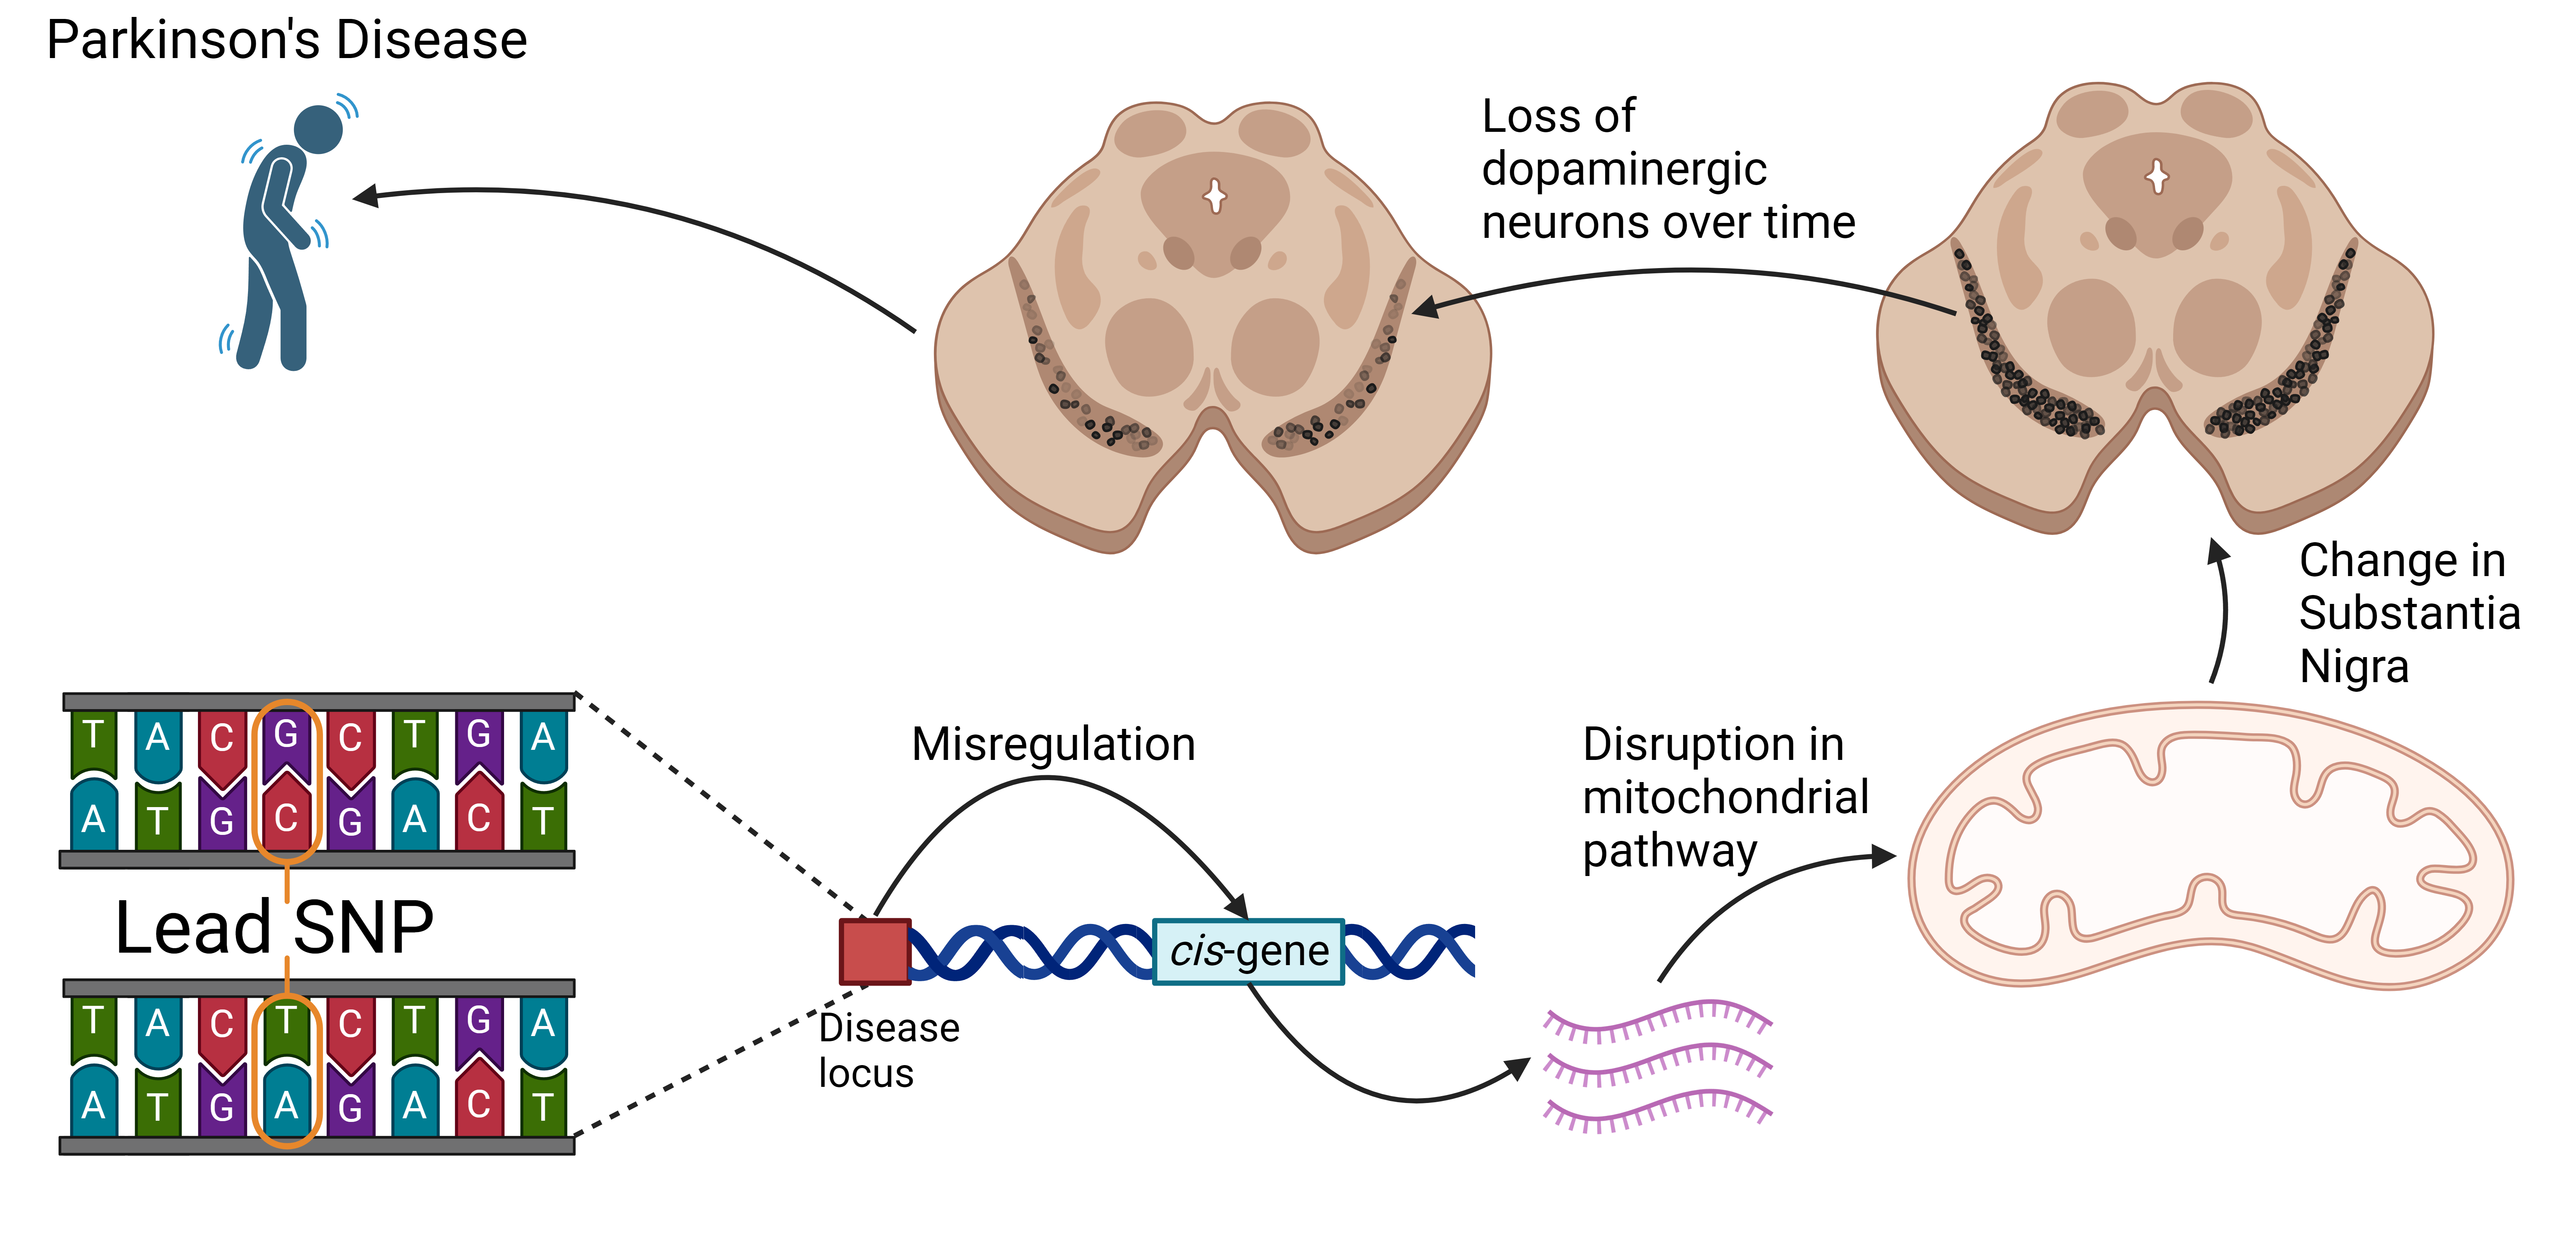 Parkinson's Disease
Loss of
dopaminergic
neurons over time
Change in
Substantia
Nigra
T A C G C T G A
A T G C G A C T
Lead SNP
T A C T C T G A
A T G A G A C T
Misregulation
cis-gene
Disease
locus
Disruption in
mitochondrial
pathway